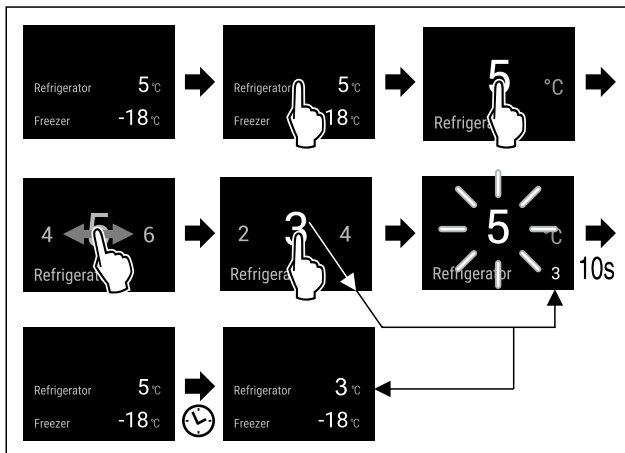 Refrigerator 5 °C
Freezer -18 °C
Refrigerator 5 °C
18 °C
5 °C
Refrigera
4 5 6
Refrigerat
2 3 4
Refrigera
5 °C
Refrigerator 3
10s
Refrigerator 5 °C
Freezer -18 °C
Refrigerator 3 °C
Freezer -18 °C